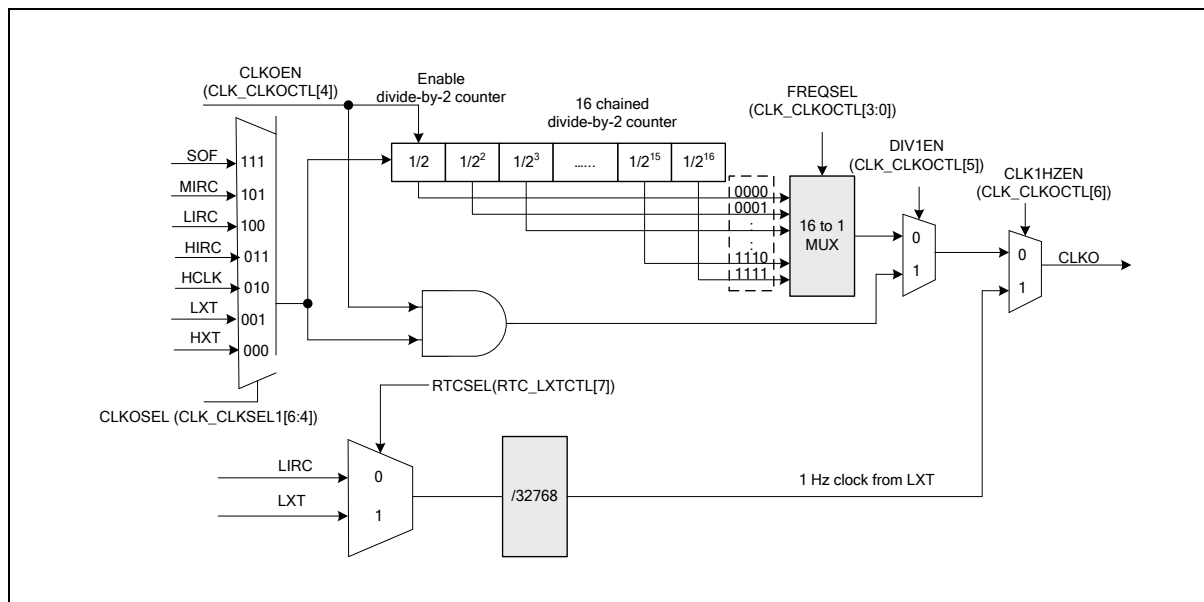 CLKOEN
(CLK_CLKOCTL[4])
Enable
divide-by-2 counter
16 chained
divide-by-2 counter
FREQSEL
(CLK_CLKOCTL[3:0])
DIV1EN
(CLK_CLKOCTL[5])
CLK1HZEN
(CLK_CLKOCTL[6])
1/2
1/2²
1/2³
......
1/2¹⁵
1/2¹⁶
SOF 111
MIRC 101
LIRC 100
HIRC 011
HCLK 010
LXT 001
HXT 000
0000
0001
:
:
1110
1111
16 to 1
MUX
0
1
0
1
CLKO
CLKOSEL (CLK_CLKSEL1[6:4])
RTCSEL(RTC_LXTCTL[7])
LIRC 0
LXT 1
/32768
1 Hz clock from LXT